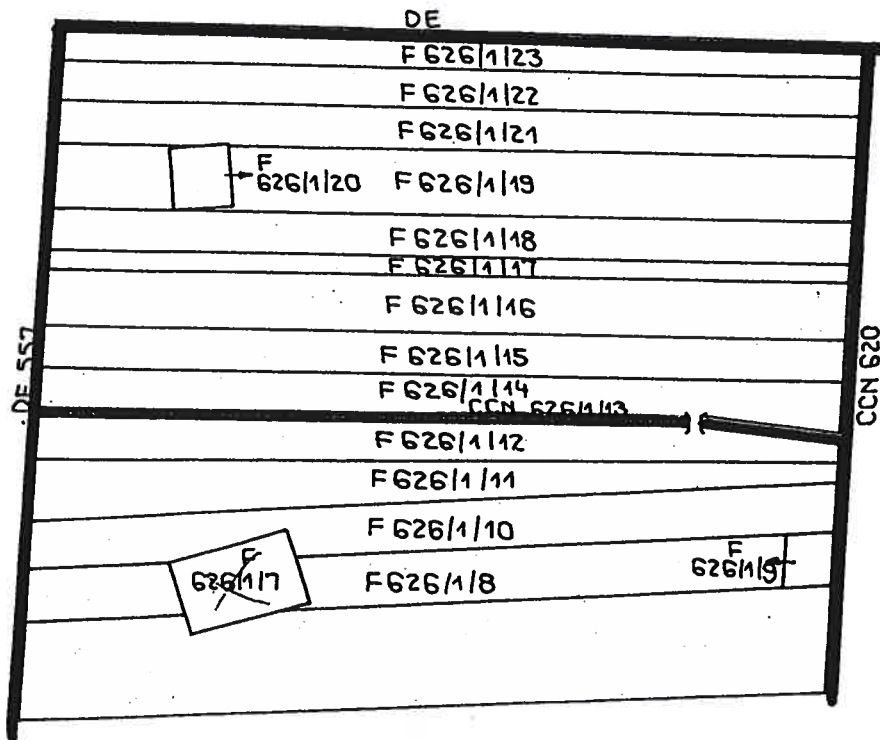 DE
F 626/1/23
F 626/1/22
F 626/1/21
F
626/1/20
F 626/1/19
F 626/1/18
F 626/1/17
F 626/1/16
F 626/1/15
F 626/1/14
CCN 626/1/13
F 626/1/12
F 626/1/11
F 626/1/10
F
626/1/7
F 626/1/8
F
626/1/9
DE 557
CCN 620